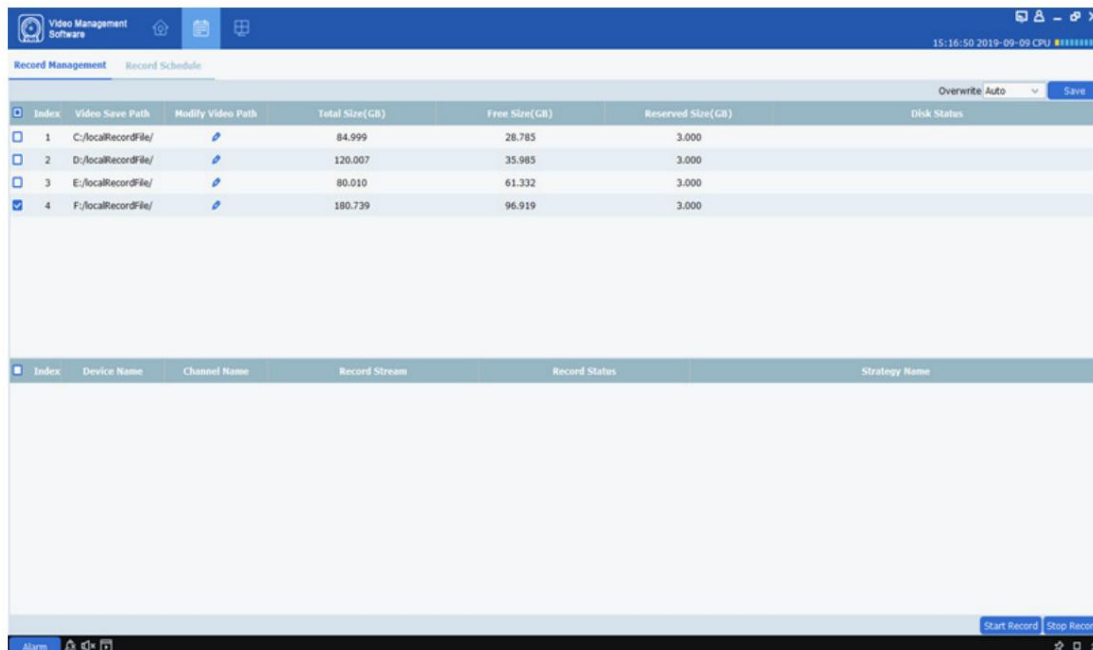 Video Management
Software
15:16:50 2019-09-09 CPU
Record Management Record Schedule
Overwrite Auto Save
Index Video Save Path Modify Video Path Total Size(GB) Free Size(GB) Reserved Size(GB) Disk Status
1 C:/localRecordFile/ 84.999 28.785 3.000
2 D:/localRecordFile/ 120.007 35.985 3.000
3 E:/localRecordFile/ 80.010 61.332 3.000
4 F:/localRecordFile/ 180.739 96.919 3.000
Index Device Name Channel Name Record Stream Record Status Strategy Name
Start Record Stop Recor
Alarm